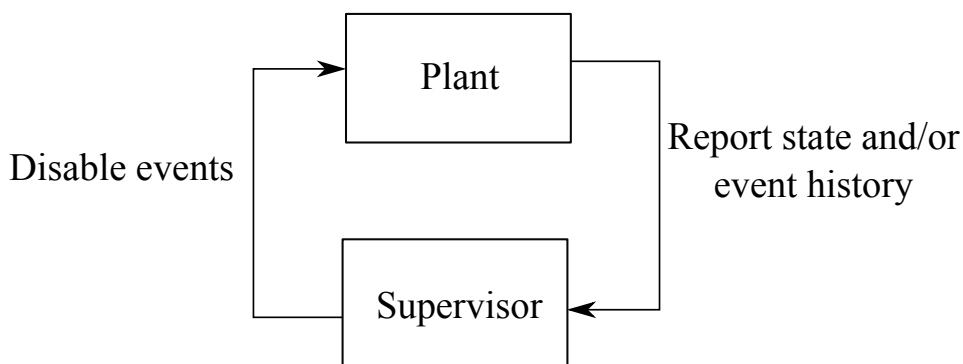 Plant
Report state and/or
event history
Disable events
Supervisor